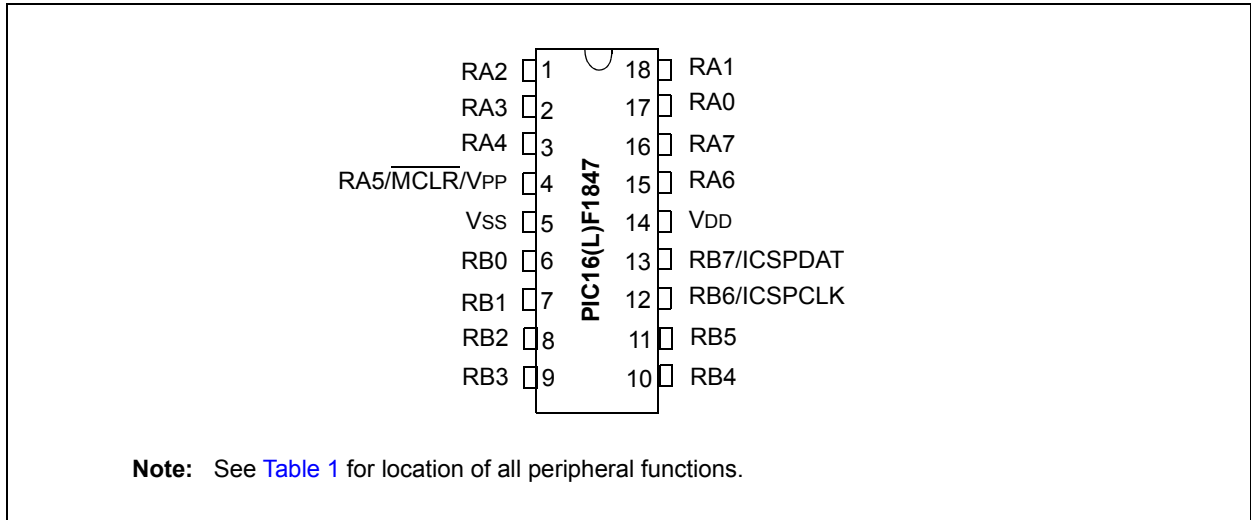 RA2 1 18 RA1
RA3 2 17 RA0
RA4 3 16 RA7
RA5/MCLR/VPP 4 15 RA6
VSS 5 14 VDD
RB0 6 13 RB7/ICSPDAT
RB1 7 12 RB6/ICSPCLK
RB2 8 11 RB5
RB3 9 10 RB4
PIC16(L)F1847
Note: See Table 1 for location of all peripheral functions.